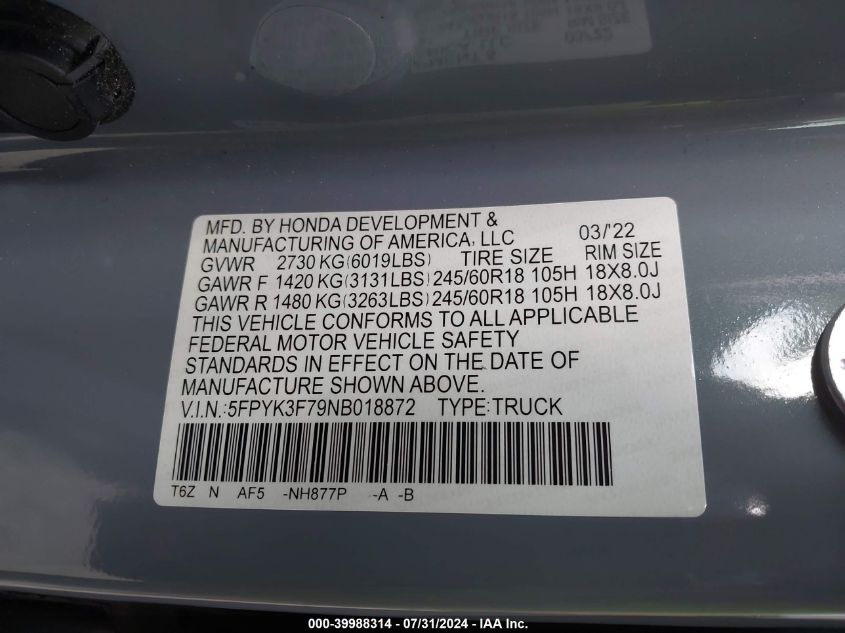 MFD. BY HONDA DEVELOPMENT &
MANUFACTURING OF AMERICA, LLC 03/'22
GVWR 2730 KG(6019LBS) TIRE SIZE RIM SIZE
GAWR F 1420 KG(3131LBS) 245/60R18 105H 18X8.0J
GAWR R 1480 KG(3263LBS) 245/60R18 105H 18X8.0J
THIS VEHICLE CONFORMS TO ALL APPLICABLE
FEDERAL MOTOR VEHICLE SAFETY
STANDARDS IN EFFECT ON THE DATE OF
MANUFACTURE SHOWN ABOVE.
V.I.N.:5FPYK3F79NB018872 TYPE:TRUCK
T6Z N AF5 -NH877P -A -B
000-39988314 - 07/31/2024 - IAA Inc.